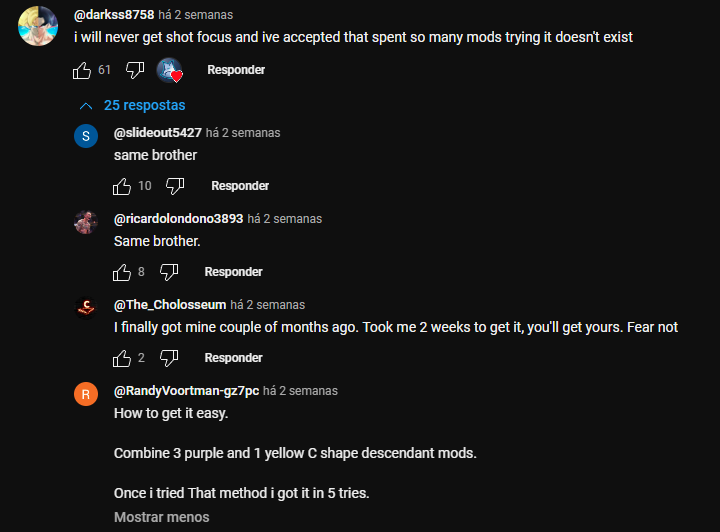 @darkss8758 há 2 semanas
i will never get shot focus and ive accepted that spent so many mods trying it doesn't exist
61 Responder
25 respostas
S
@slideout5427 há 2 semanas
same brother
10 Responder
@ricardolondono3893 há 2 semanas
Same brother.
8 Responder
C
@The_Cholosseum há 2 semanas
I finally got mine couple of months ago. Took me 2 weeks to get it, you'll get yours. Fear not
2 Responder
R
@RandyVoortman-gz7pc há 2 semanas
How to get it easy.
Combine 3 purple and 1 yellow C shape descendant mods.
Once i tried That method i got it in 5 tries.
Mostrar menos